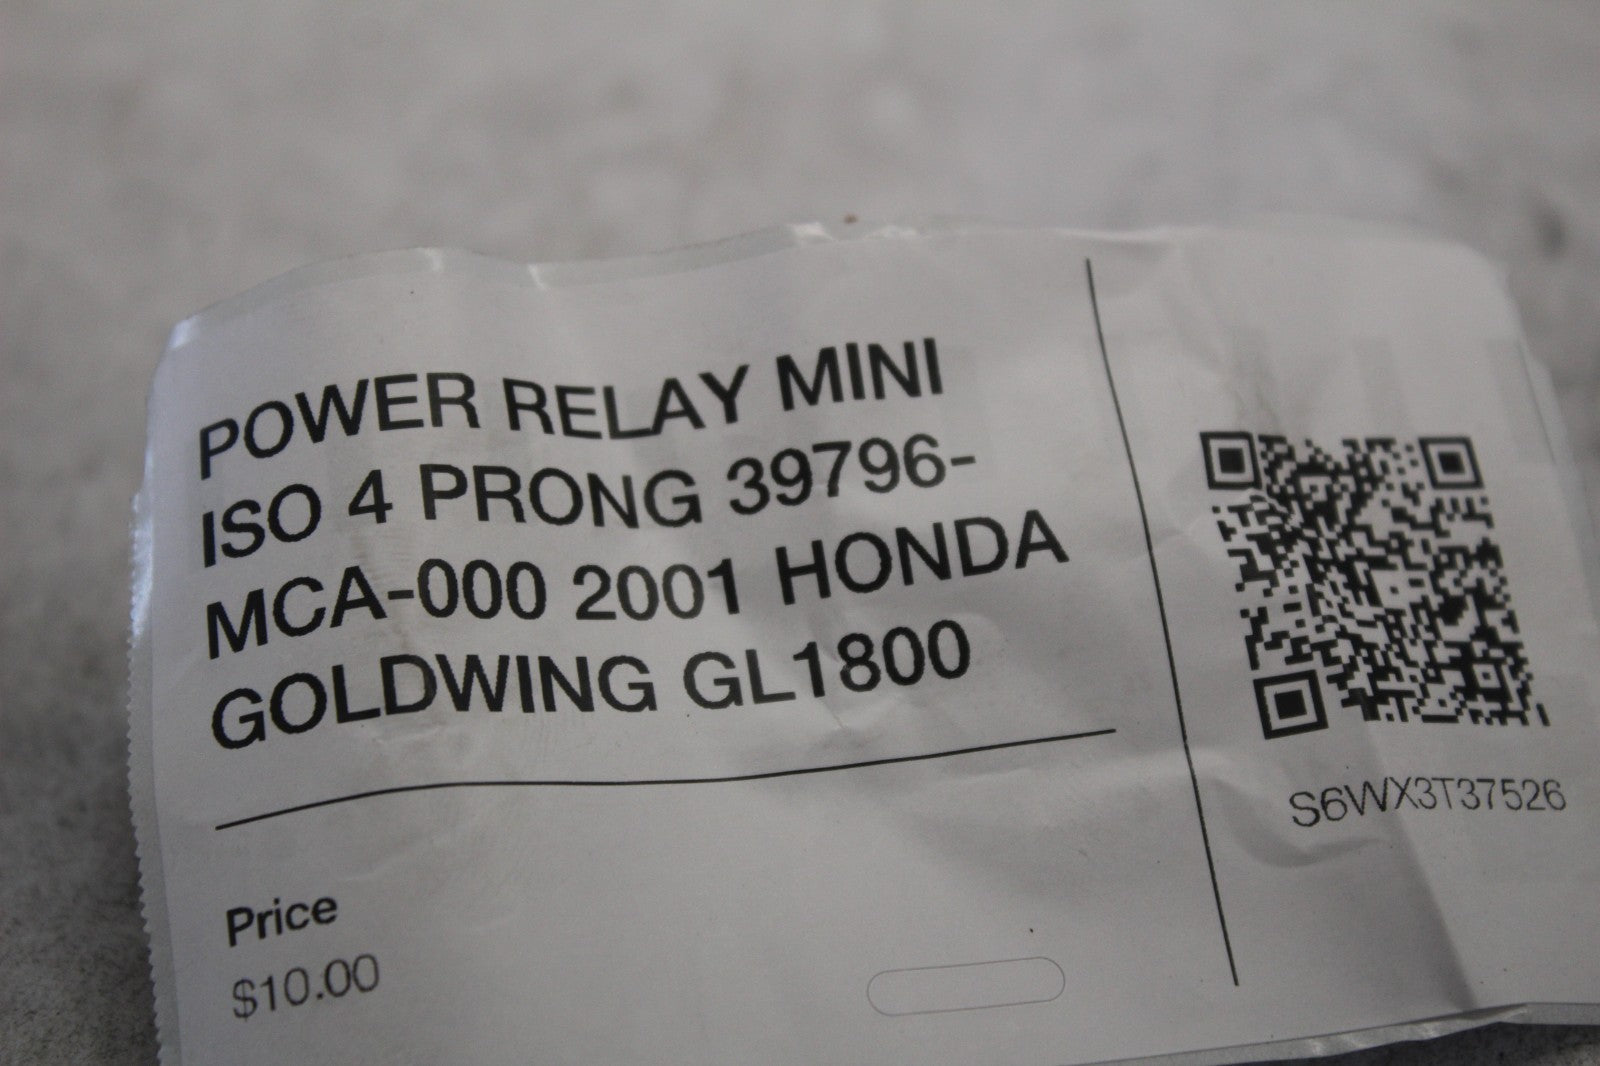 POWER RELAY MINI
ISO 4 PRONG 39796-
MCA-000 2001 HONDA
GOLDWING GL1800
Price
$10.00
S6WX3T37526